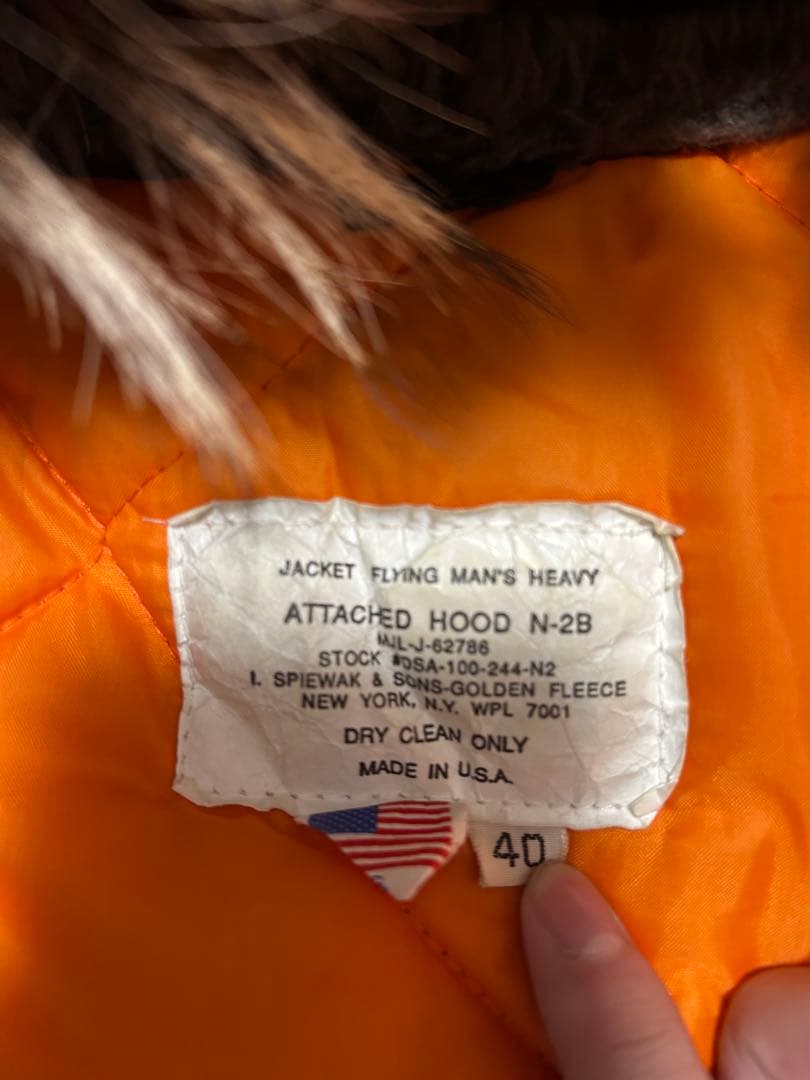 JACKET FLYING MAN'S HEAVY
ATTACHED HOOD N-2B
MIL-J-62786
STOCK #DSA-100-244-N2
I. SPIEWAK & SONS-GOLDEN FLEECE
NEW YORK, N.Y. WPL 7001
DRY CLEAN ONLY
MADE IN U.S.A.
40